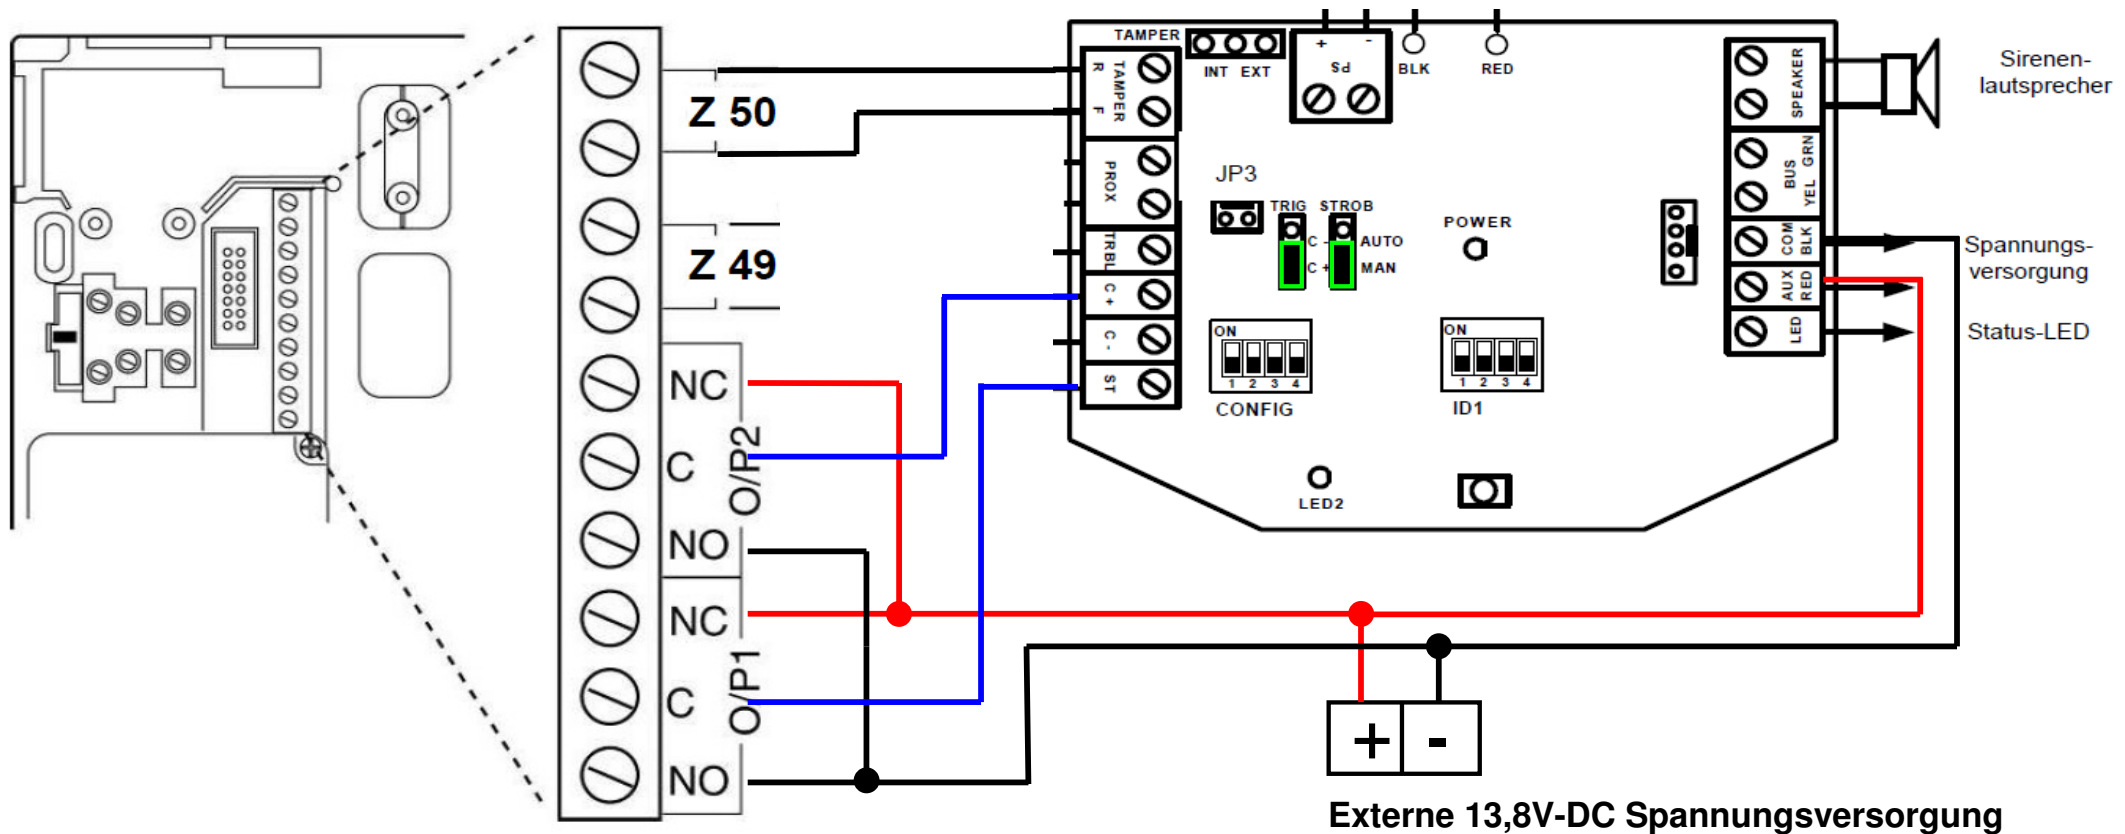 Z 50
Z 49
NC
C
NO
O/P2
NC
C
NO
O/P1
TAMPER
INT EXT
+ -
PS
BLK
RED
R
F
TAMPER
PROX
TRBL
C +
C -
ST
JP3
TRIG STROB
C - AUTO
C + MAN
POWER
ON
1 2 3 4
CONFIG
ON
1 2 3 4
ID1
LED2
SPEAKER
BUS
YEL GRN
COM
BLK
AUX
RED
LED
Sirenen-
lautsprecher
Spannungs-
versorgung
Status-LED
+ -
Externe 13,8V-DC Spannungsversorgung